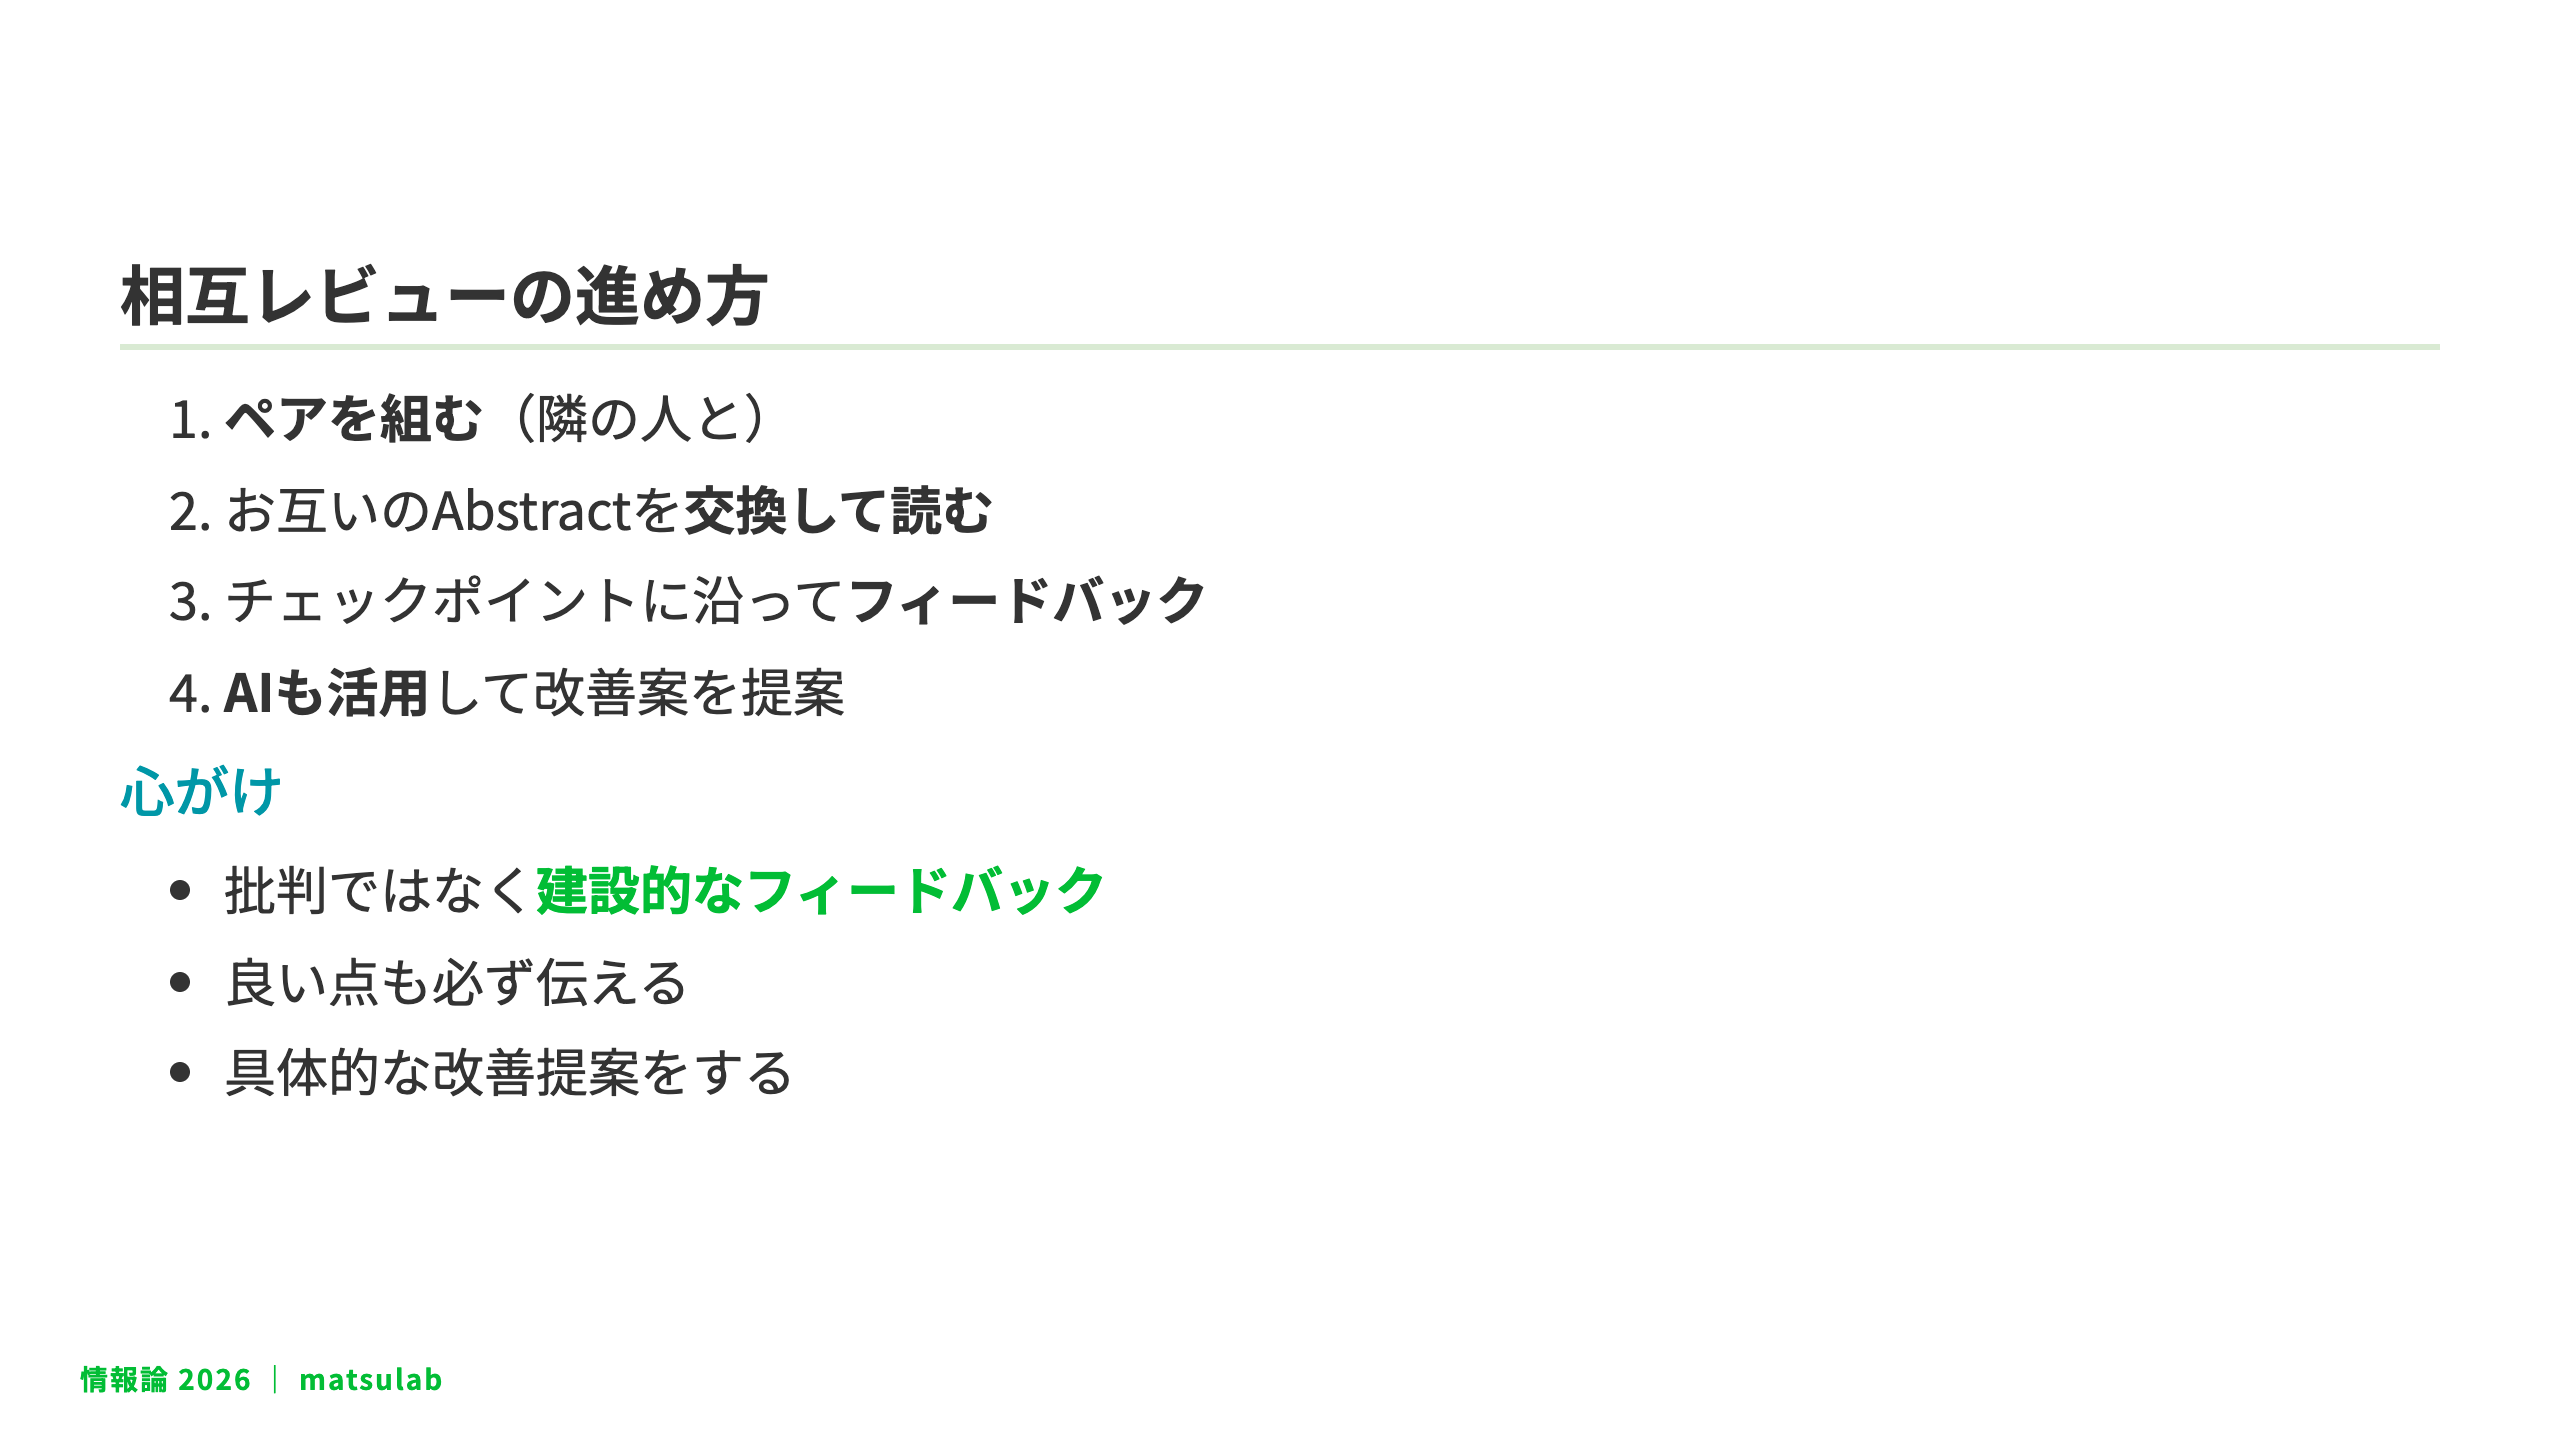 相互レビューの進め方
1. ペアを組む（隣の人と）
2. お互いのAbstractを交換して読む
3. チェックポイントに沿ってフィードバック
4. AIも活用して改善案を提案
心がけ
• 批判ではなく建設的なフィードバック
• 良い点も必ず伝える
• 具体的な改善提案をする
情報論 2026 ｜ matsulab